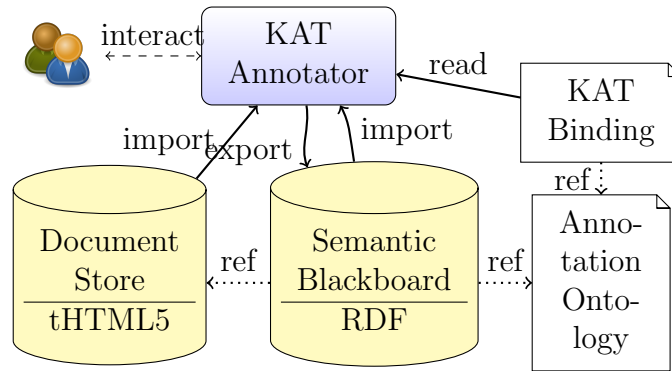 interact
KAT
Annotator
read
KAT
Binding
import
export
import
ref
Document
Store
tHTML5
ref
Semantic
Blackboard
RDF
ref
Anno-
tation
Onto-
logy